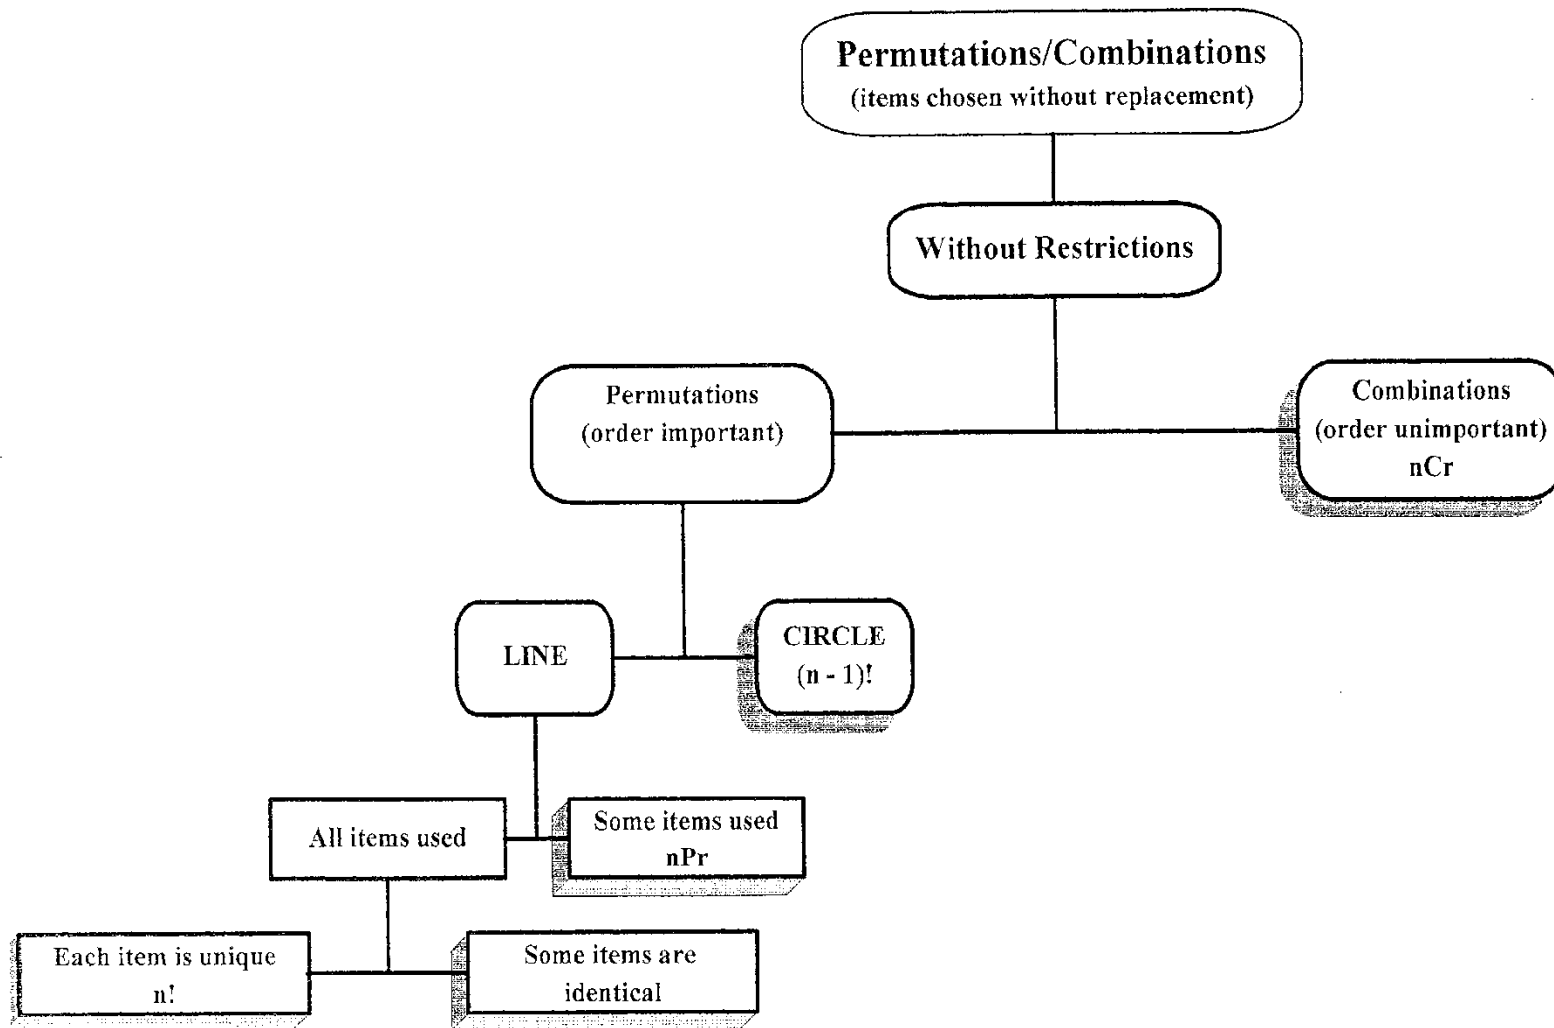 Permutations/Combinations
(items chosen without replacement)
Without Restrictions
Permutations
(order important)
Combinations
(order unimportant)
nCr
LINE
CIRCLE
(n - 1)!
All items used
Some items used
nPr
Each item is unique
n!
Some items are
identical